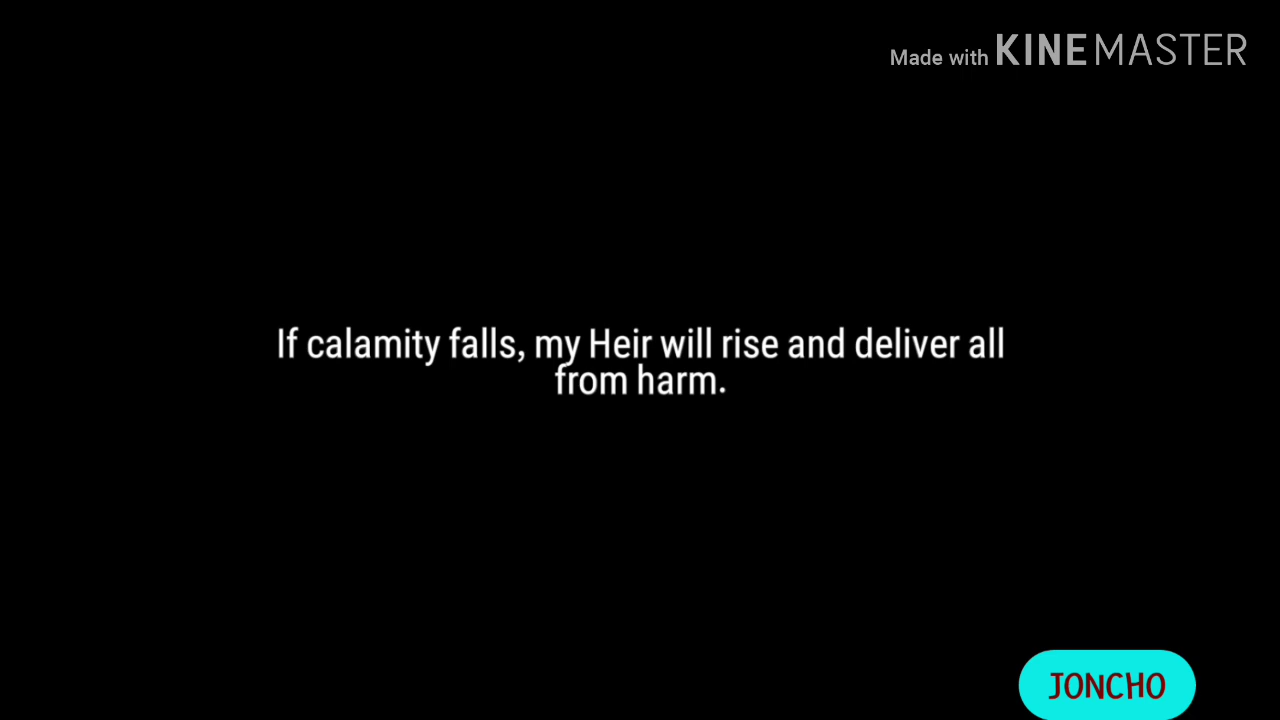 Made with KINEMASTER
If calamity falls, my Heir will rise and deliver all
from harm.
JONCHO